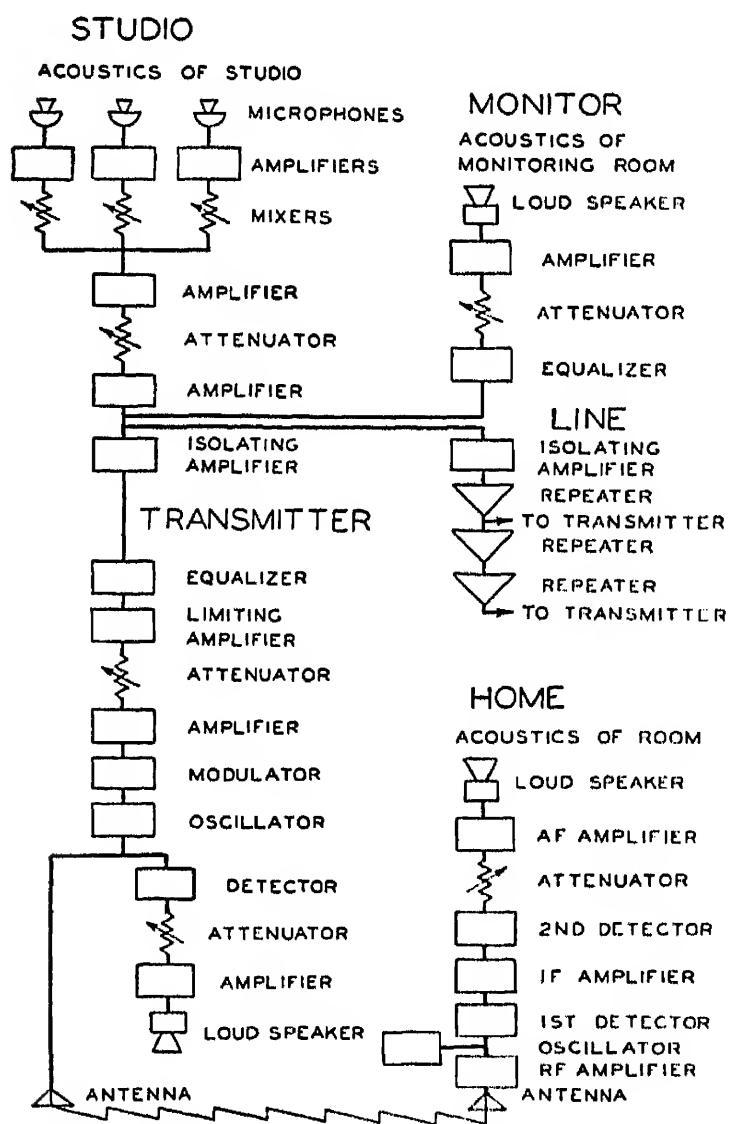 STUDIO
ACOUSTICS OF STUDIO
MICROPHONES
AMPLIFIERS
MIXERS
AMPLIFIER
ATTENUATOR
AMPLIFIER
ISOLATING
AMPLIFIER
TRANSMITTER
EQUALIZER
LIMITING
AMPLIFIER
ATTENUATOR
AMPLIFIER
MODULATOR
OSCILLATOR
DETECTOR
ATTENUATOR
AMPLIFIER
LOUD SPEAKER
ANTENNA
MONITOR
ACOUSTICS OF
MONITORING ROOM
LOUD SPEAKER
AMPLIFIER
ATTENUATOR
EQUALIZER
LINE
ISOLATING
AMPLIFIER
REPEATER
TO TRANSMITTER
REPEATER
REPEATER
TO TRANSMITTER
HOME
ACOUSTICS OF ROOM
LOUD SPEAKER
AF AMPLIFIER
ATTENUATOR
2ND DETECTOR
IF AMPLIFIER
1ST DETECTOR
OSCILLATOR
RF AMPLIFIER
ANTENNA